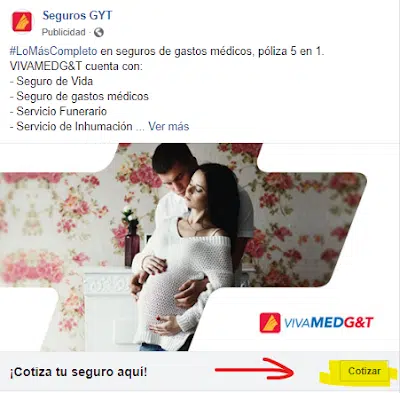 Seguros GYT
Publicidad ·
#LoMásCompleto en seguros de gastos médicos, póliza 5 en 1.
VIVAMEDG&T cuenta con:
- Seguro de Vida
- Seguro de gastos médicos
- Servicio Funerario
- Servicio de Inhumación ... Ver más
VIVAMEDG&T
¡Cotiza tu seguro aqui!
Cotizar